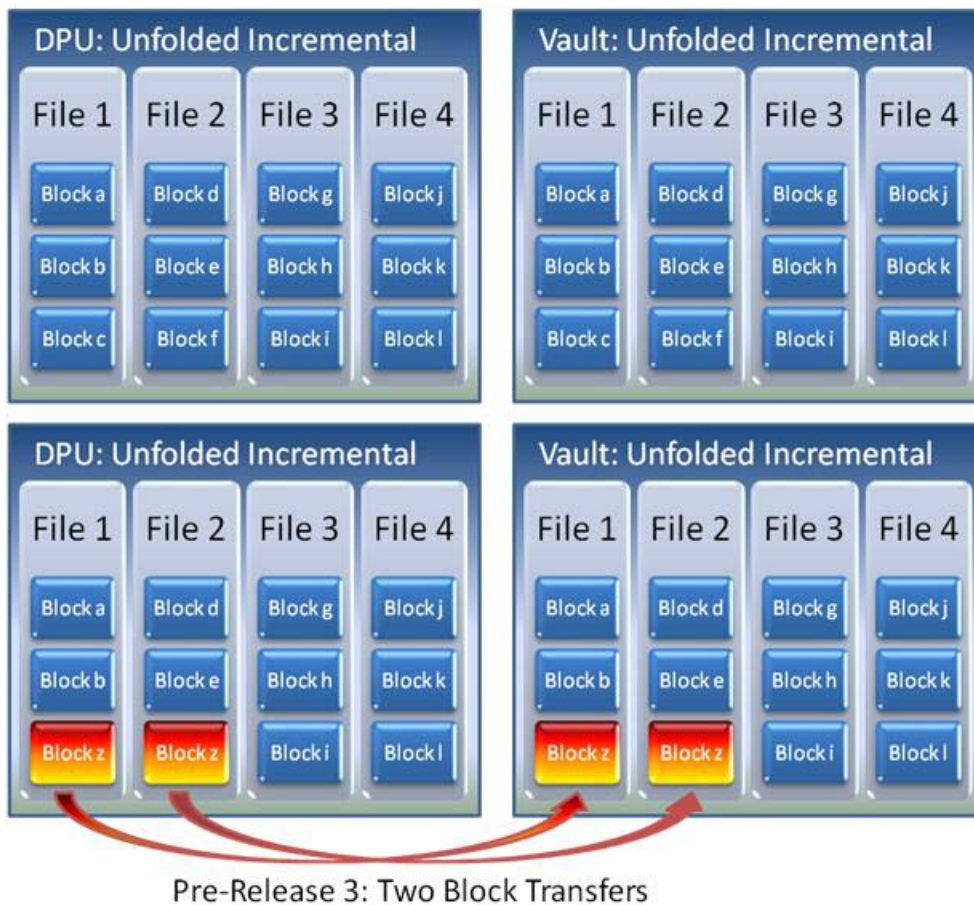 DPU: Unfolded Incremental
File 1 File 2 File 3 File 4
Block a Block d Block g Block j
Block b Block e Block h Block k
Block c Block f Block i Block l
Vault: Unfolded Incremental
File 1 File 2 File 3 File 4
Block a Block d Block g Block j
Block b Block e Block h Block k
Block c Block f Block i Block l
DPU: Unfolded Incremental
File 1 File 2 File 3 File 4
Block a Block d Block g Block j
Block b Block e Block h Block k
Block z Block z Block i Block l
Vault: Unfolded Incremental
File 1 File 2 File 3 File 4
Block a Block d Block g Block j
Block b Block e Block h Block k
Block z Block z Block i Block l
Pre-Release 3: Two Block Transfers